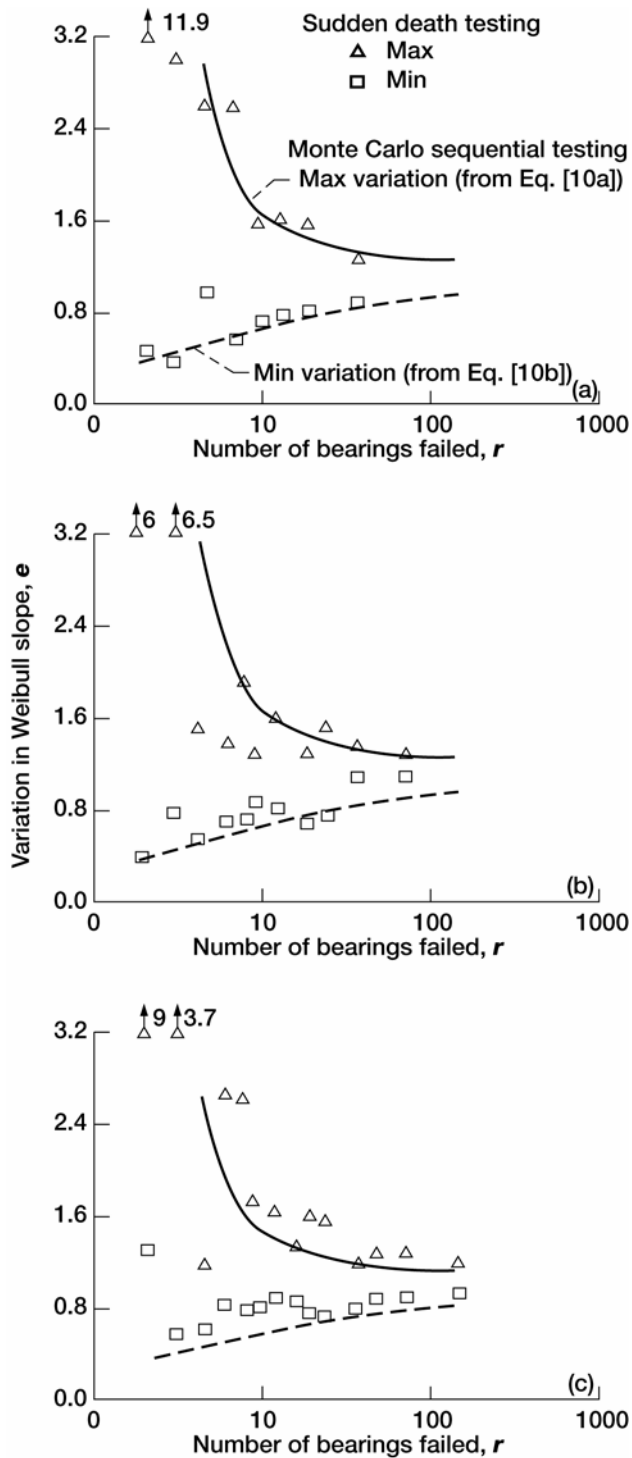 11.9
Sudden death testing
Max
Min
3.2
2.4
1.6
0.8
0.0
Monte Carlo sequential testing
Max variation (from Eq. [10a])
Min variation (from Eq. [10b])
(a)
0 10 100 1000
Number of bearings failed, r
Variation in Weibull slope, e
6 6.5
3.2
2.4
1.6
0.8
0.0
(b)
0 10 100 1000
Number of bearings failed, r
9 3.7
3.2
2.4
1.6
0.8
0.0
(c)
0 10 100 1000
Number of bearings failed, r